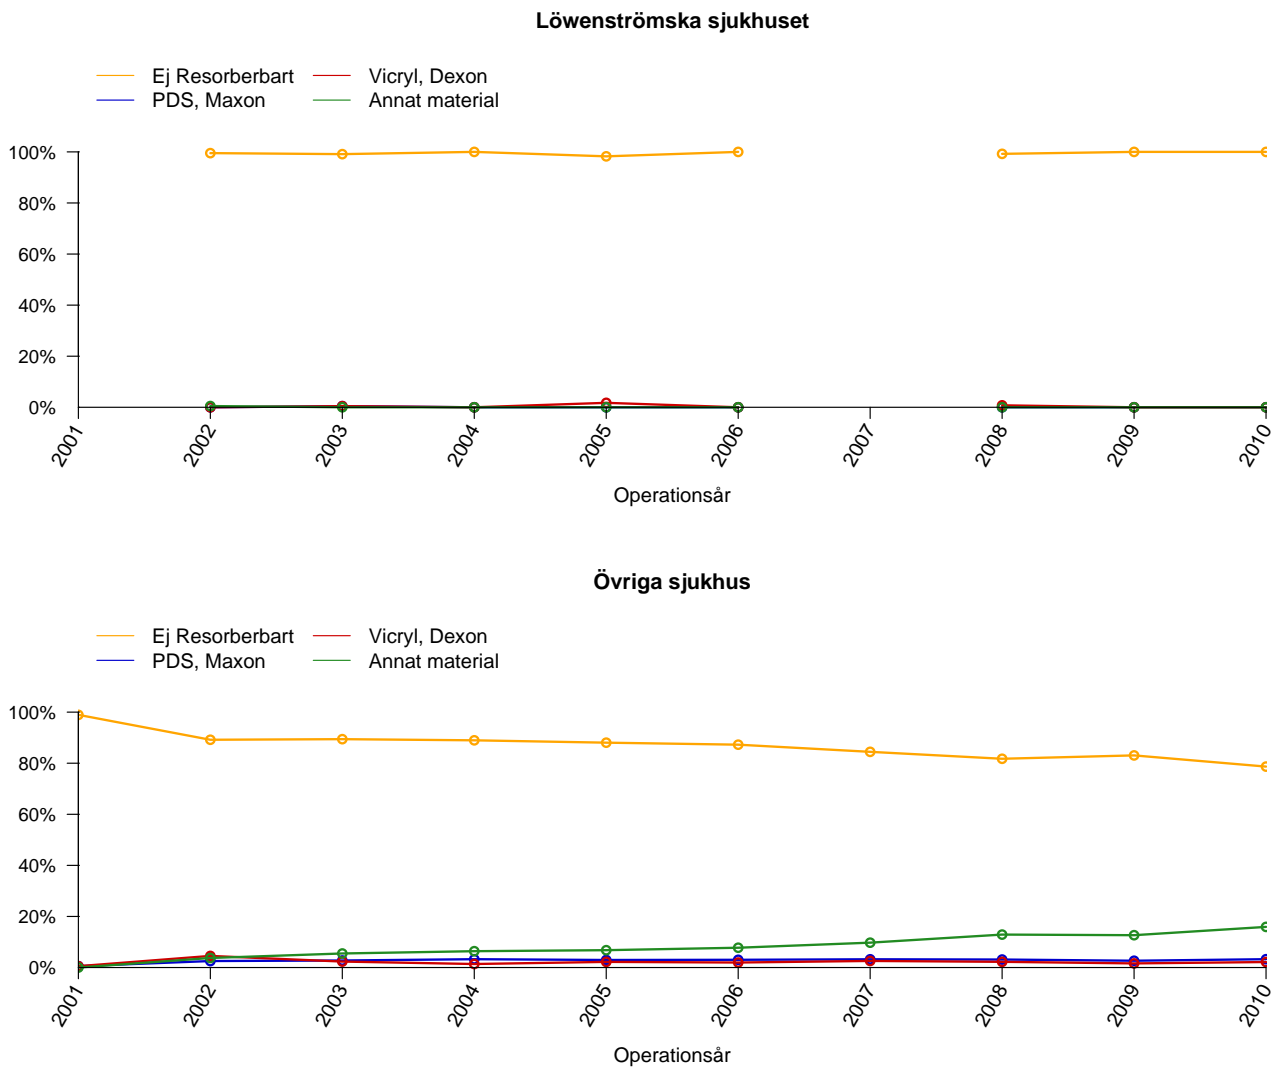 Löwenströmska sjukhuset
Ej Resorberbart Vicryl, Dexon
PDS, Maxon Annat material
100%
80%
60%
40%
20%
0%
2001 2002 2003 2004 2005 2006 2007 2008 2009 2010
Operationsår
Övriga sjukhus
Ej Resorberbart Vicryl, Dexon
PDS, Maxon Annat material
100%
80%
60%
40%
20%
0%
2001 2002 2003 2004 2005 2006 2007 2008 2009 2010
Operationsår